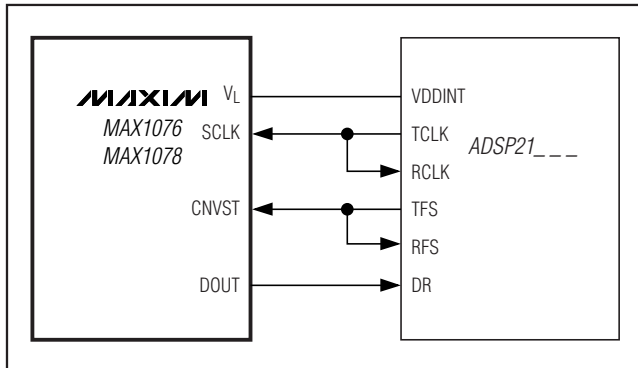 MAXIM
MAX1076
MAX1078
VL
SCLK
CNVST
DOUT
VDDINT
TCLK
RCLK
TFS
RFS
DR
ADSP21_ _ _